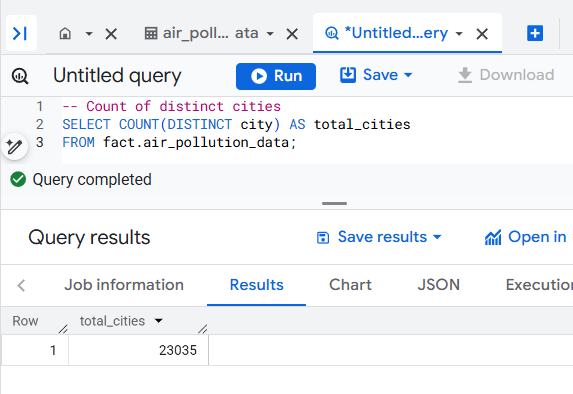 air_poll... ata
*Untitled...ery
Untitled query
Run
Save
Download
1 -- Count of distinct cities
2 SELECT COUNT(DISTINCT city) AS total_cities
3 FROM fact.air_pollution_data;
Query completed
Query results
Save results
Open in
Job information
Results
Chart
JSON
Execution
Row
total_cities
1
23035